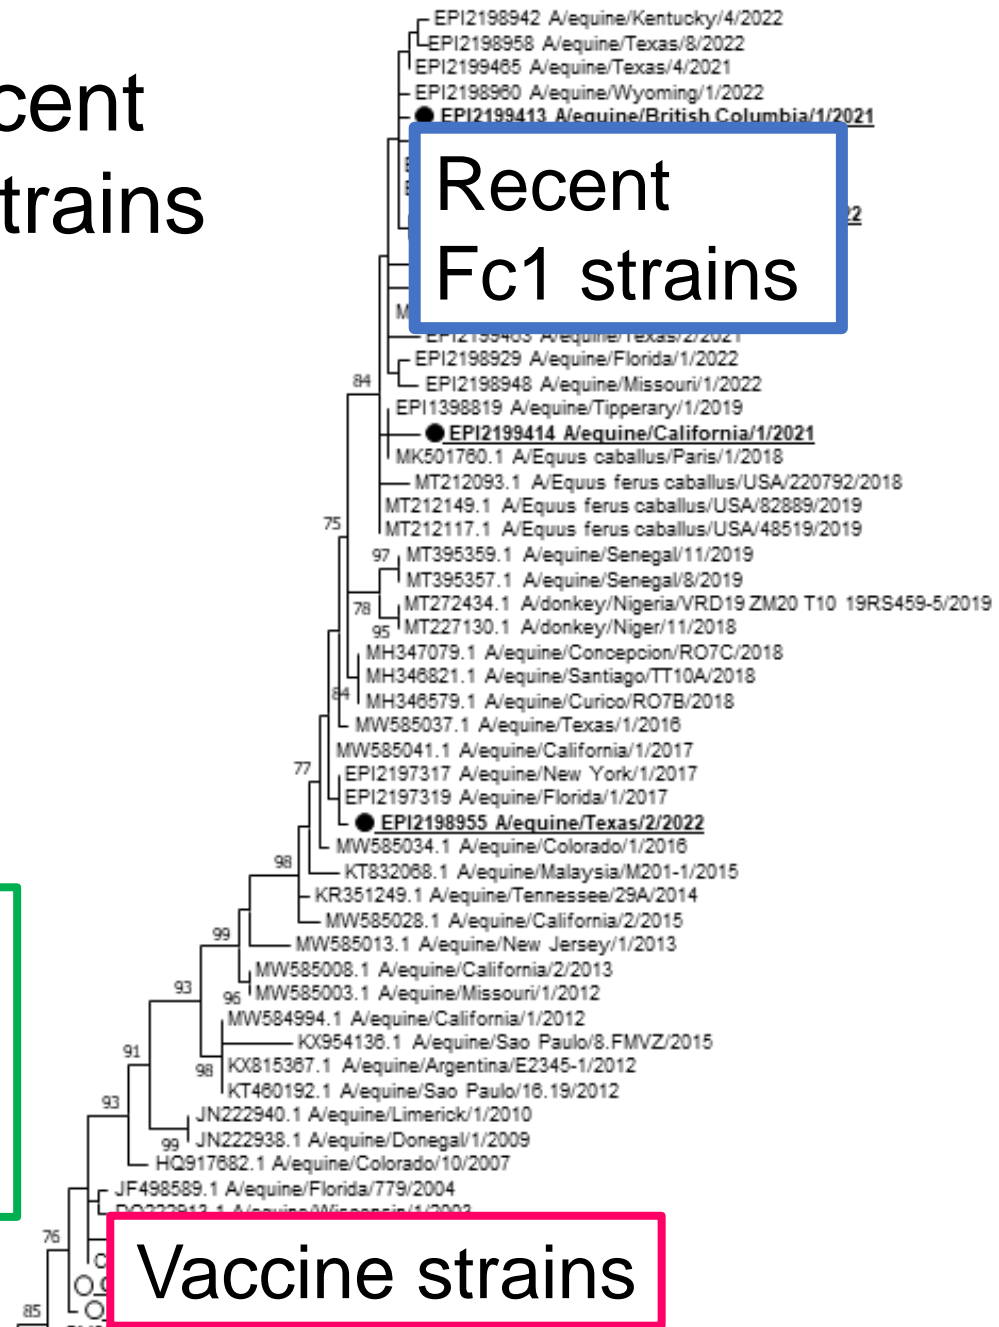 EPI2198942 A/equine/Kentucky/4/2022
EPI2198958 A/equine/Texas/8/2022
EPI2199465 A/equine/Texas/4/2021
EPI2198960 A/equine/Wyoming/1/2022
EPI2199413 A/equine/British Columbia/1/2021
cent
trains
Recent
Fc1 strains
22
M
EPI2199463 A/equine/Texas/2/2021
EPI2198929 A/equine/Florida/1/2022
EPI2198948 A/equine/Missouri/1/2022
84
EPI1398819 A/equine/Tipperary/1/2019
EPI2199414 A/equine/California/1/2021
MK501760.1 A/Equus caballus/Paris/1/2018
MT212093.1 A/Equus ferus caballus/USA/220792/2018
MT212149.1 A/Equus ferus caballus/USA/82889/2019
MT212117.1 A/Equus ferus caballus/USA/48519/2019
75
97 MT395359.1 A/equine/Senegal/11/2019
MT395357.1 A/equine/Senegal/8/2019
78 MT272434.1 A/donkey/Nigeria/VRD19 ZM20 T10 19RS459-5/2019
95 MT227130.1 A/donkey/Niger/11/2018
MH347079.1 A/equine/Concepcion/RO7C/2018
MH346821.1 A/equine/Santiago/TT10A/2018
84 MH346579.1 A/equine/Curico/RO7B/2018
MW585037.1 A/equine/Texas/1/2016
MW585041.1 A/equine/California/1/2017
77 EPI2197317 A/equine/New York/1/2017
EPI2197319 A/equine/Florida/1/2017
EPI2198955 A/equine/Texas/2/2022
MW585034.1 A/equine/Colorado/1/2016
98 KT832068.1 A/equine/Malaysia/M201-1/2015
KR351249.1 A/equine/Tennessee/29A/2014
MW585028.1 A/equine/California/2/2015
99 MW585013.1 A/equine/New Jersey/1/2013
MW585008.1 A/equine/California/2/2013
93 96 MW585003.1 A/equine/Missouri/1/2012
MW584994.1 A/equine/California/1/2012
KX954136.1 A/equine/Sao Paulo/8.FMVZ/2015
91 98 KX815367.1 A/equine/Argentina/E2345-1/2012
KT460192.1 A/equine/Sao Paulo/16.19/2012
93 JN222940.1 A/equine/Limerick/1/2010
99 JN222938.1 A/equine/Donegal/1/2009
HQ917682.1 A/equine/Colorado/10/2007
JF498589.1 A/equine/Florida/779/2004
DQ222913.1 A/equine/Wisconsin/1/2003
76
Vaccine strains
85